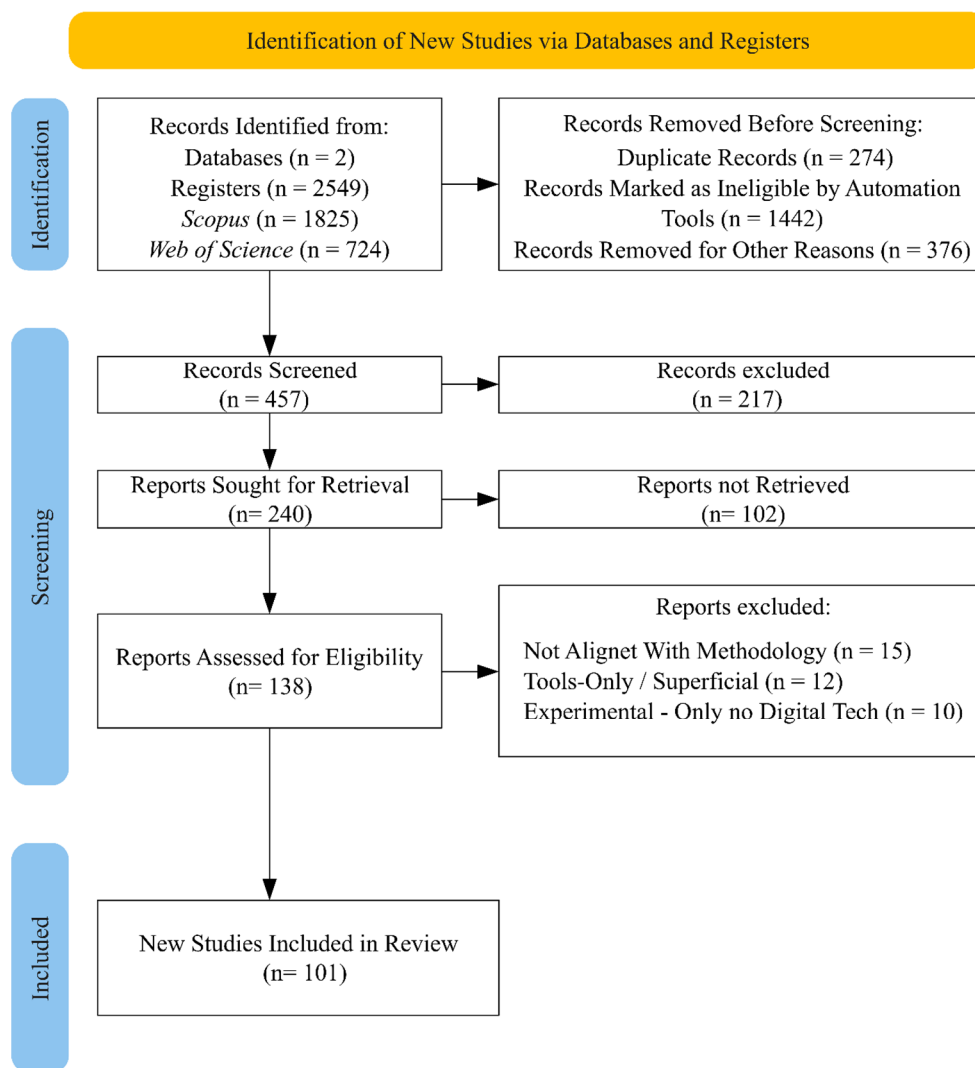 Identification of New Studies via Databases and Registers
Identification
Records Identified from:
Databases (n = 2)
Registers (n = 2549)
Scopus (n = 1825)
Web of Science (n = 724)
Records Removed Before Screening:
Duplicate Records (n = 274)
Records Marked as Ineligible by Automation
Tools (n = 1442)
Records Removed for Other Reasons (n = 376)
Screening
Records Screened
(n = 457)
Records excluded
(n = 217)
Reports Sought for Retrieval
(n= 240)
Reports not Retrieved
(n= 102)
Reports Assessed for Eligibility
(n= 138)
Reports excluded:
Not Alignet With Methodology (n = 15)
Tools-Only / Superficial (n = 12)
Experimental - Only no Digital Tech (n = 10)
Included
New Studies Included in Review
(n= 101)